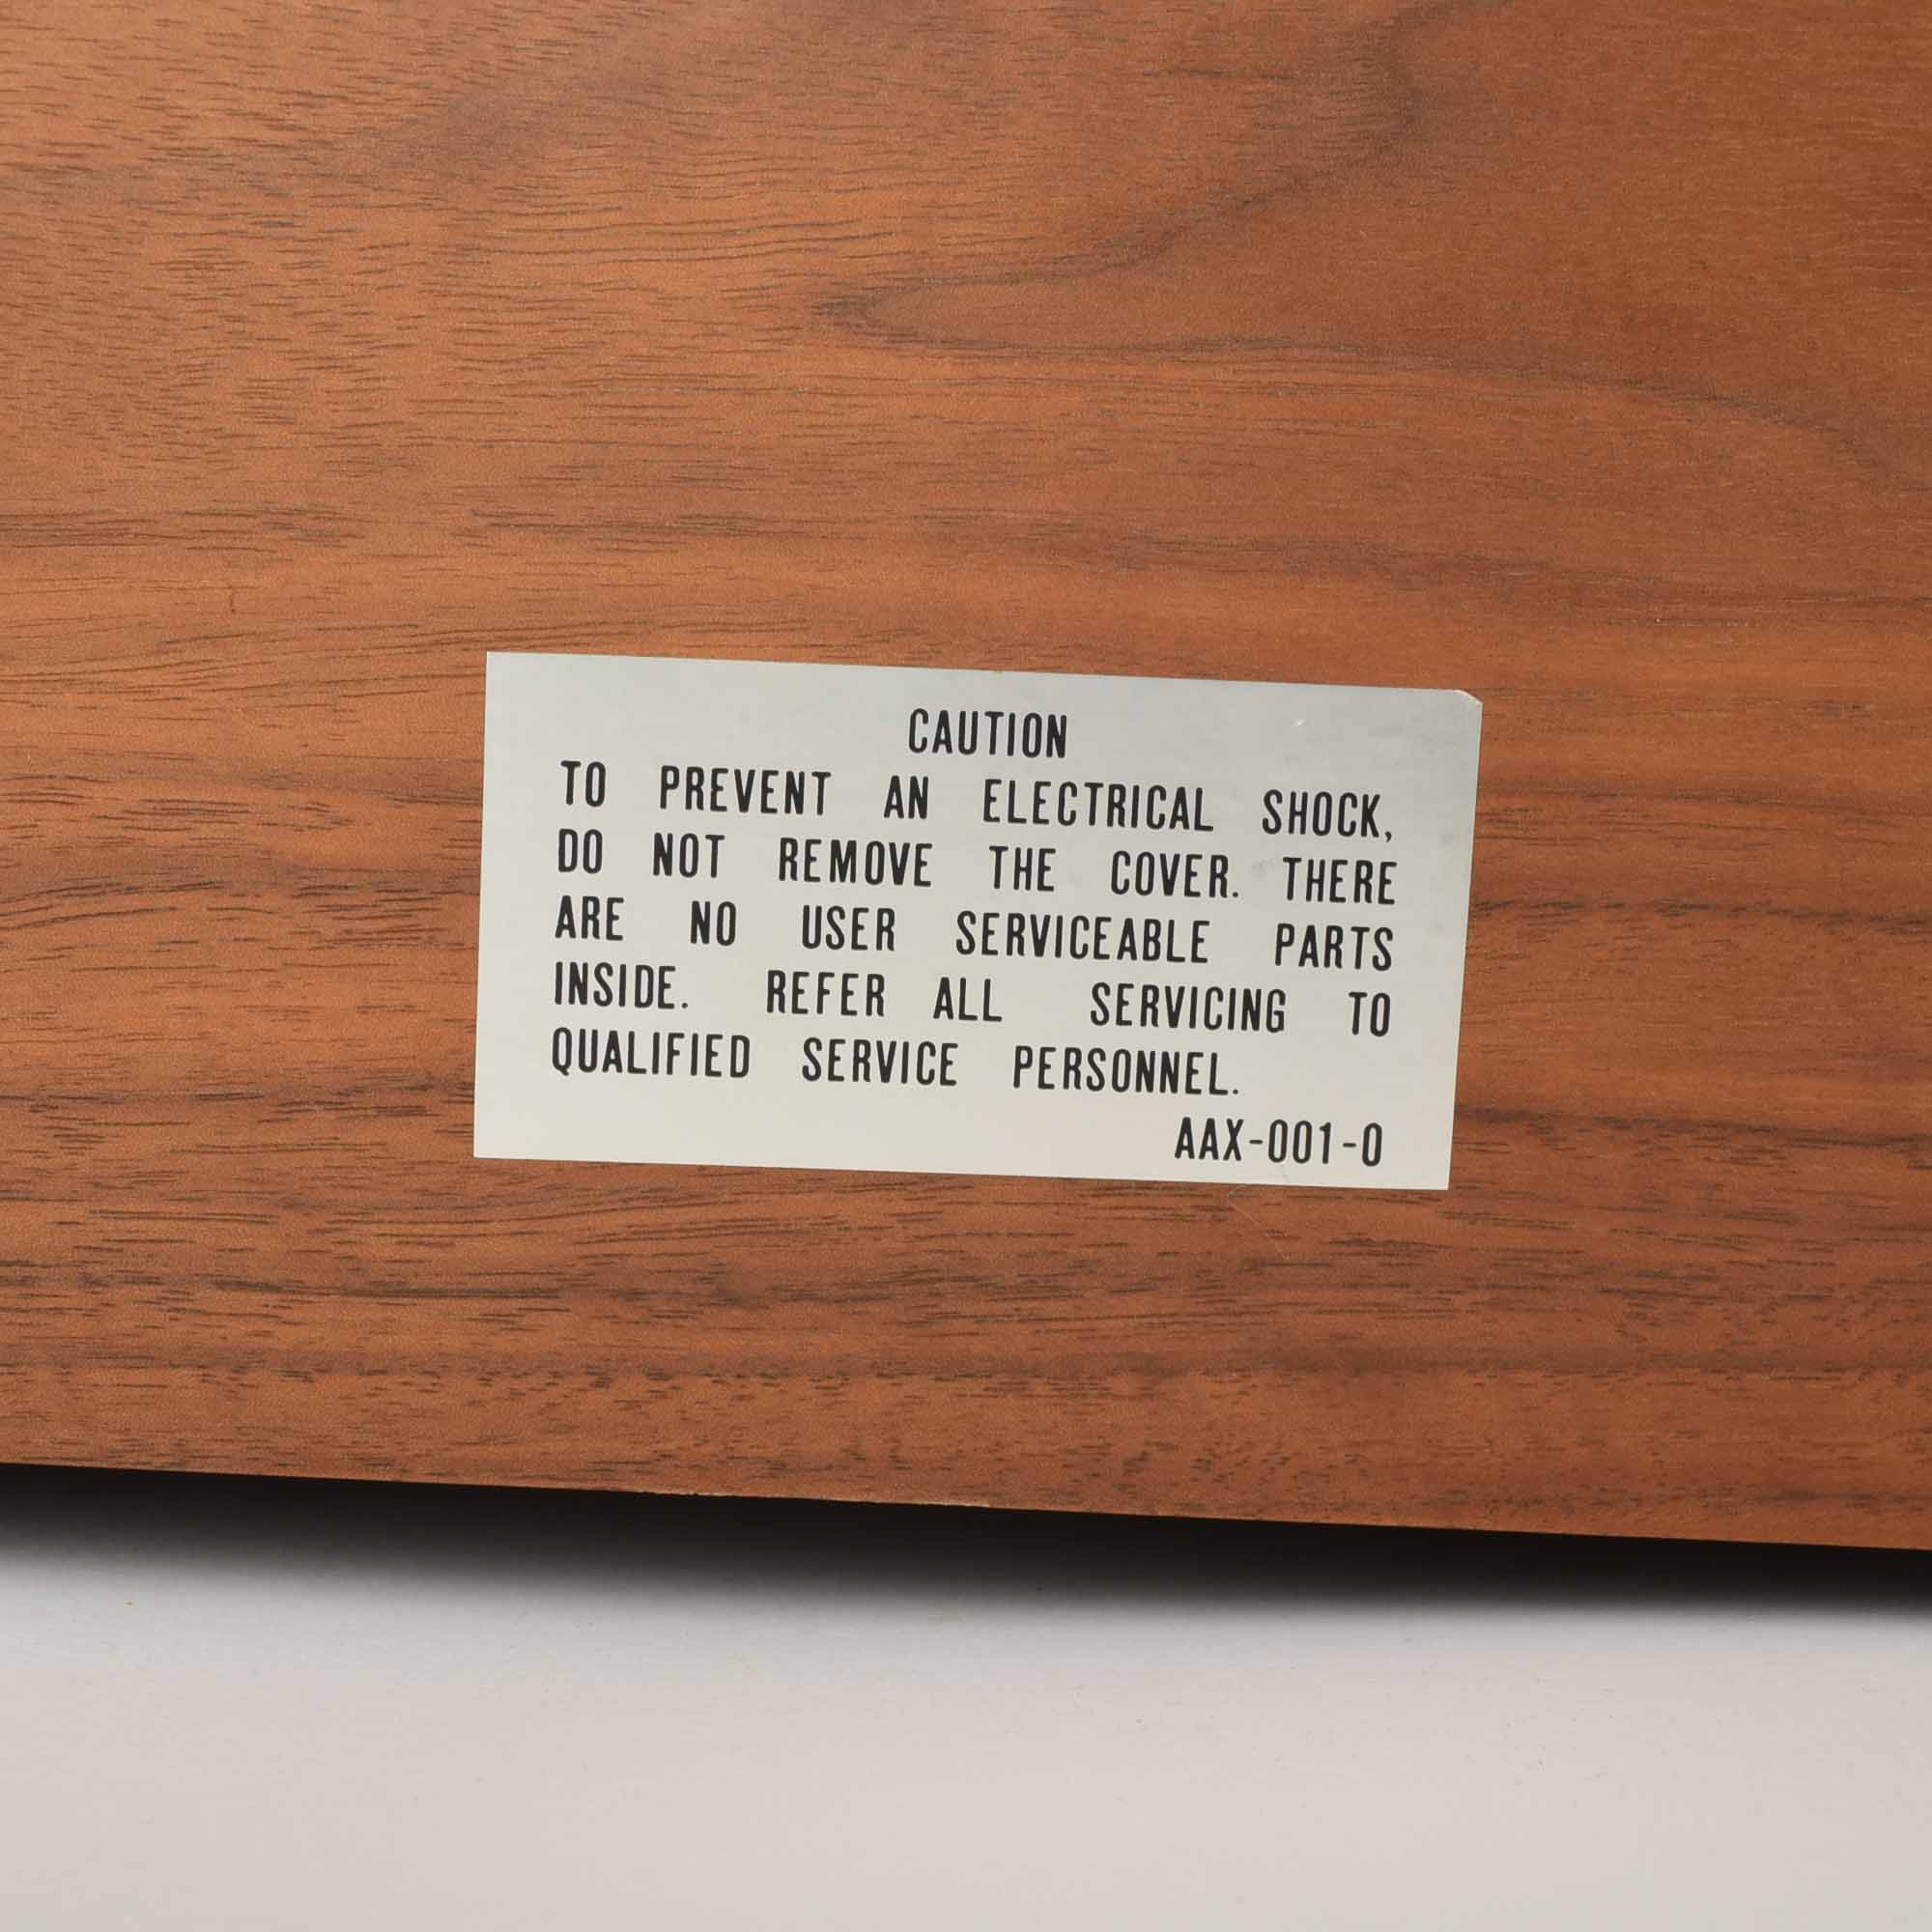 CAUTION
TO PREVENT AN ELECTRICAL SHOCK,
DO NOT REMOVE THE COVER. THERE
ARE NO USER SERVICEABLE PARTS
INSIDE. REFER ALL SERVICING TO
QUALIFIED SERVICE PERSONNEL.
AAX-001-0